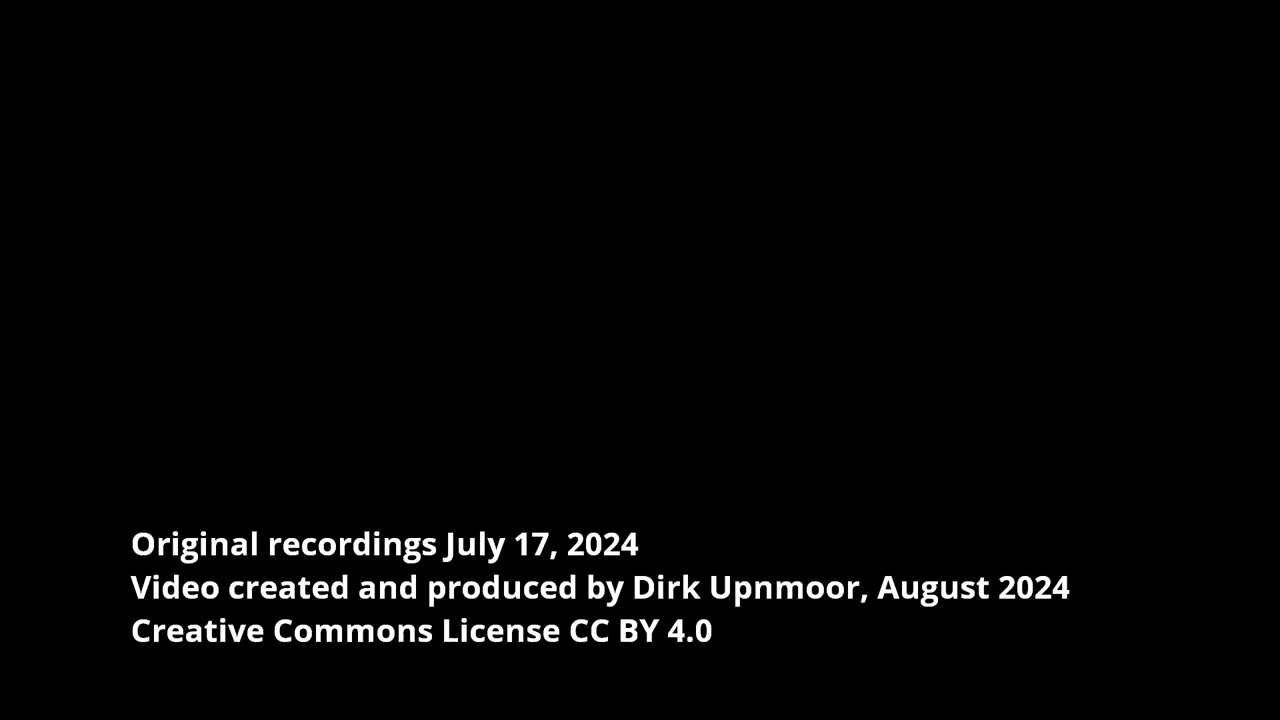 Original recordings July 17, 2024
Video created and produced by Dirk Upnmoor, August 2024
Creative Commons License CC BY 4.0